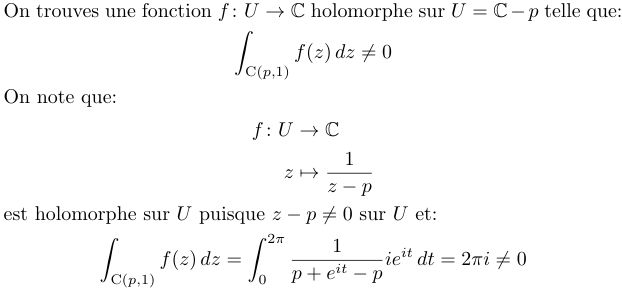 On trouves une fonction $f\colon U \to \mathbb{C}$ holomorphe sur $U = \mathbb{C} - p$ telle que:
$$\int_{\mathrm{C}(p,1)} f(z)\,dz \neq 0$$
On note que:
$$f\colon U \to \mathbb{C}$$
$$z \mapsto \frac{1}{z-p}$$
est holomorphe sur $U$ puisque $z - p \neq 0$ sur $U$ et:
$$\int_{\mathrm{C}(p,1)} f(z)\,dz = \int_0^{2\pi} \frac{1}{p + e^{it} - p} ie^{it}\,dt = 2\pi i \neq 0$$